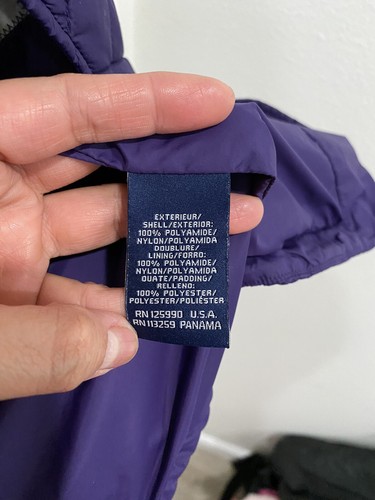 EXTERIEUR/
SHELL/EXTERIOR:
100% POLYAMIDE/
NYLON/POLYAMIDA
DOUBLURE/
LINING/FORRO:
100% POLYAMIDE/
NYLON/POLYAMIDA
OUATE/PADDING/
RELLENO:
100% POLYESTER/
POLYESTER/POLIÉSTER
RN 125990 U.S.A.
RN 113259 PANAMA